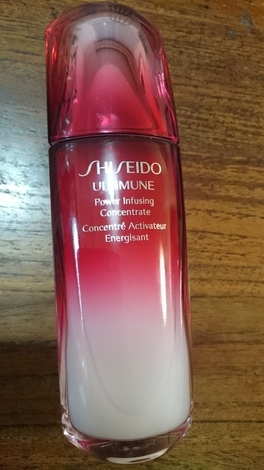 SHISEIDO
ULTIMUNE
Power Infusing
Concentrate
Concentré Activateur
Energisant